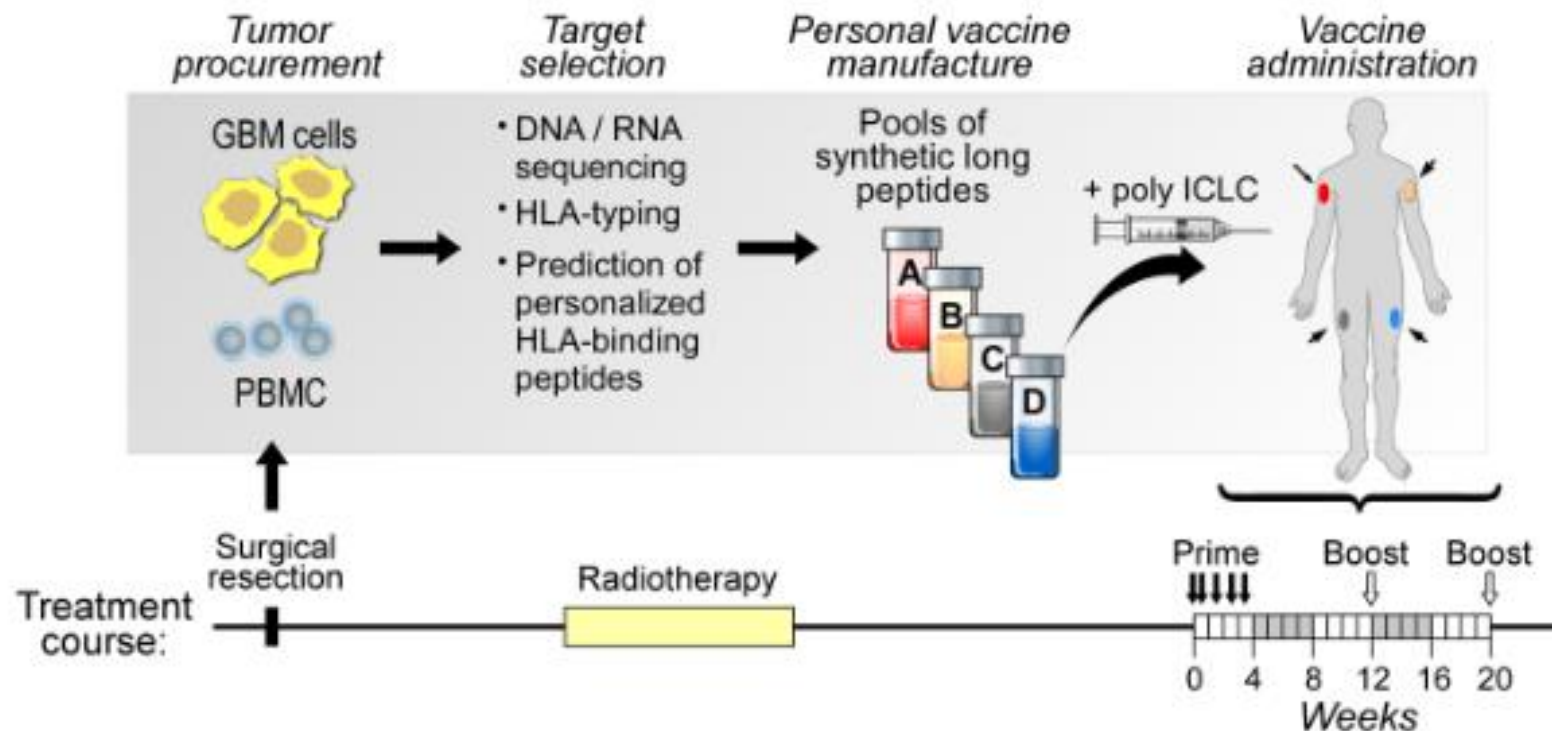 Tumor
procurement
Target
selection
Personal vaccine
manufacture
Vaccine
administration
GBM cells
PBMC
• DNA / RNA
sequencing
• HLA-typing
• Prediction of
personalized
HLA-binding
peptides
Pools of
synthetic long
peptides
A
B
C
D
+ poly ICLC
Surgical
resection
Radiotherapy
Prime
Boost
Boost
Treatment
course:
0 4 8 12 16 20
Weeks